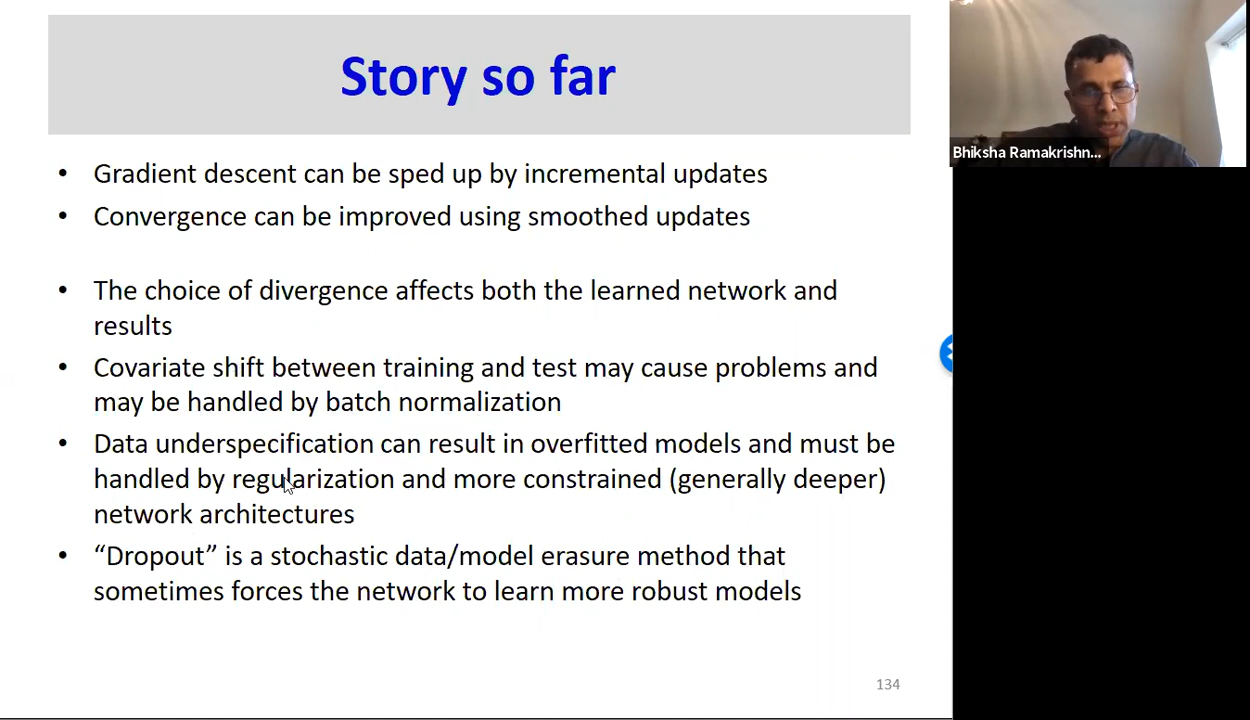 Story so far
Bhiksha Ramakrishn...
• Gradient descent can be sped up by incremental updates
• Convergence can be improved using smoothed updates
• The choice of divergence affects both the learned network and
results
• Covariate shift between training and test may cause problems and
may be handled by batch normalization
• Data underspecification can result in overfitted models and must be
handled by regularization and more constrained (generally deeper)
network architectures
• “Dropout” is a stochastic data/model erasure method that
sometimes forces the network to learn more robust models
134